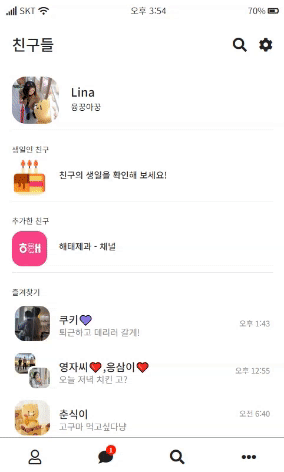 SKT 오후 3:54 70%
친구들
Lina
용꿍아꿍
생일인 친구
친구의 생일을 확인해 보세요!
추가한 친구
해태
해태제과 - 채널
즐겨찾기
쿠키💜 오후 1:43
퇴근하고 데리러 갈게!
영자씨❤️,웅삼이❤️ 오후 12:55
오늘 저녁 치킨 고?
춘식이 오전 6:40
고구마 먹고싶다냥
1